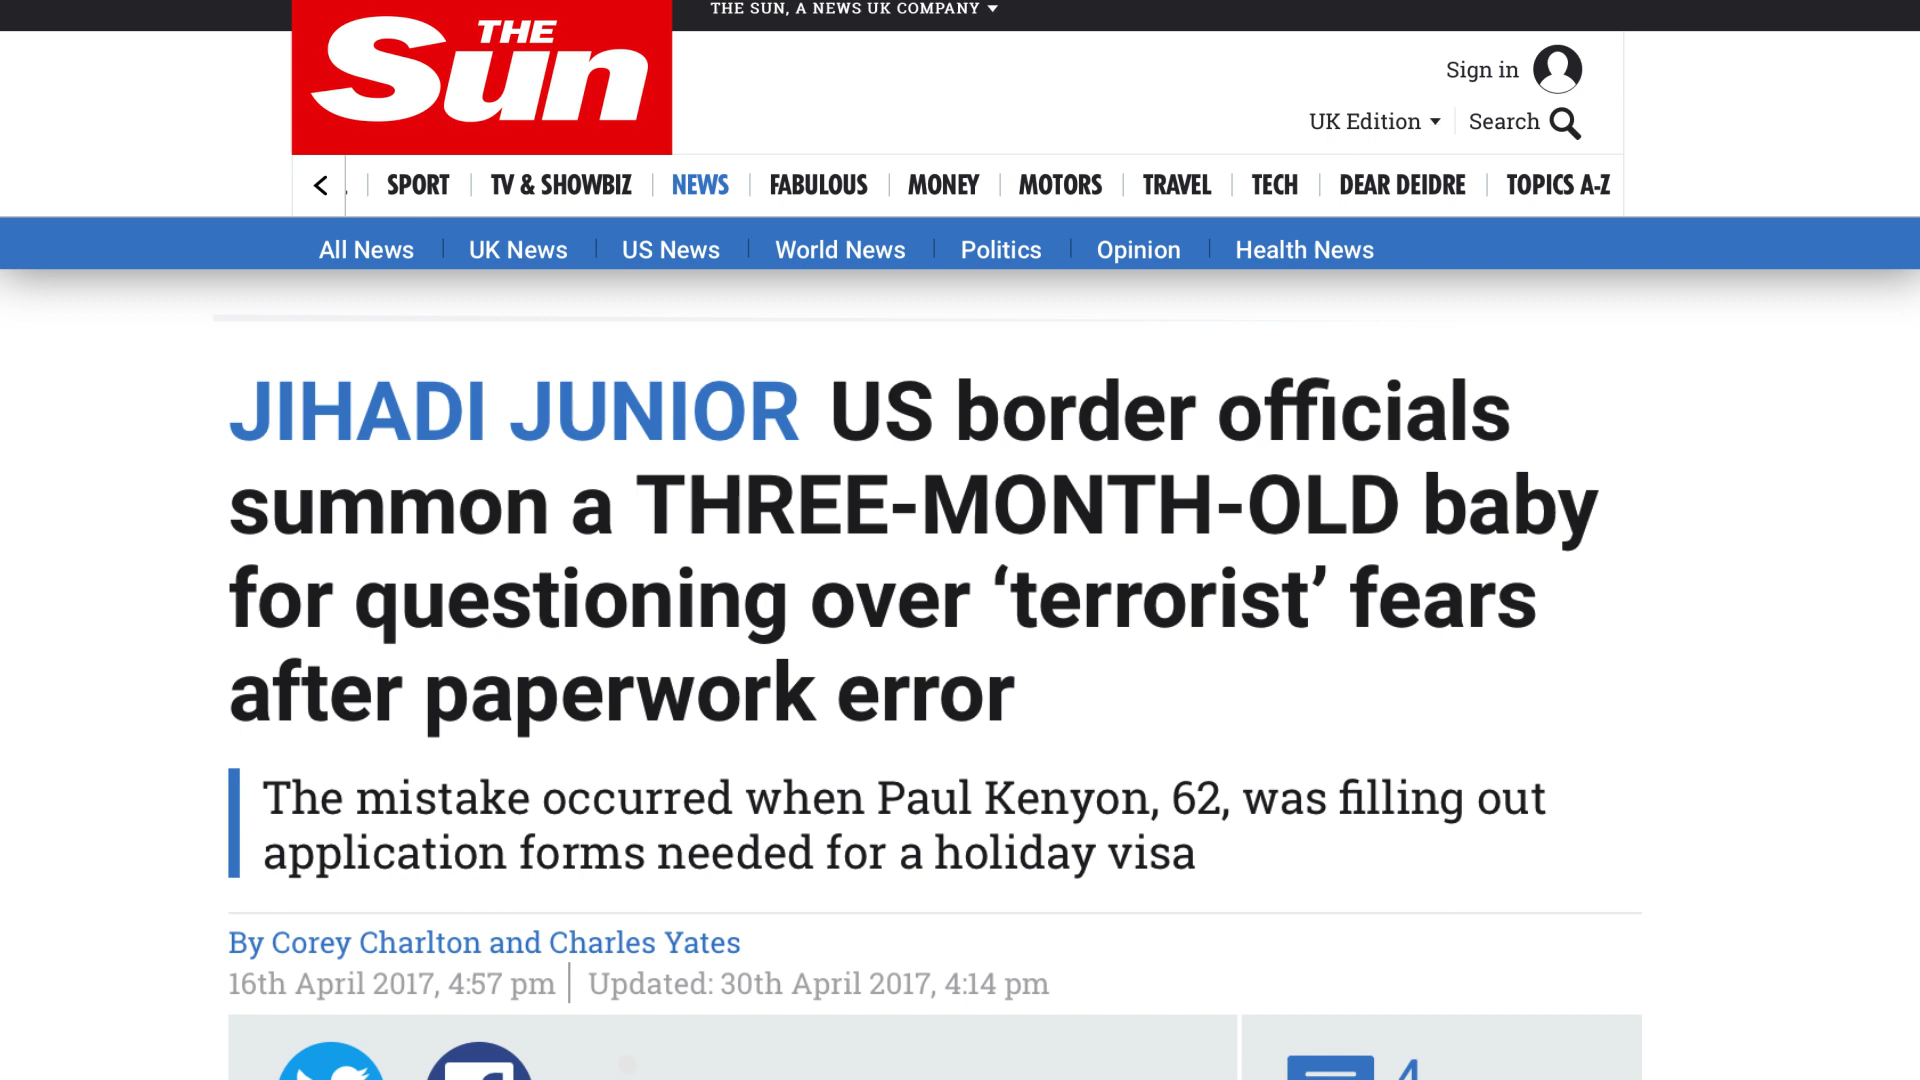 THE SUN, A NEWS UK COMPANY
THE
Sun
Sign in
UK Edition
Search
SPORT
TV & SHOWBIZ
NEWS
FABULOUS
MONEY
MOTORS
TRAVEL
TECH
DEAR DEIDRE
TOPICS A-Z
All News
UK News
US News
World News
Politics
Opinion
Health News
JIHADI JUNIOR US border officials
summon a THREE-MONTH-OLD baby
for questioning over ‘terrorist’ fears
after paperwork error
The mistake occurred when Paul Kenyon, 62, was filling out
application forms needed for a holiday visa
By Corey Charlton and Charles Yates
16th April 2017, 4:57 pm
Updated: 30th April 2017, 4:14 pm
4